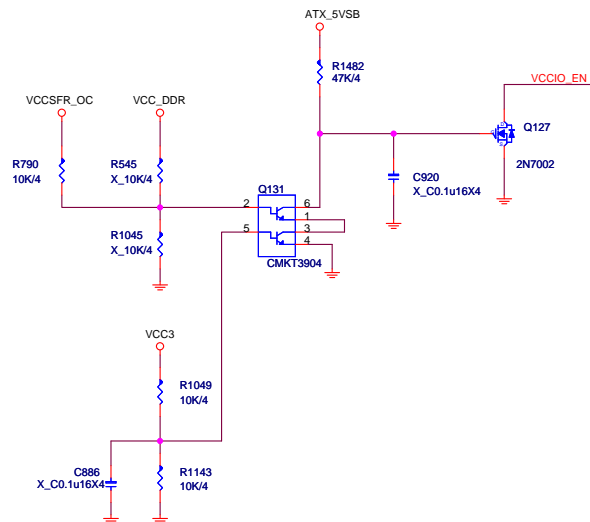 ATX_5VSB
R1482
47K/4
VCCIO_EN
VCCSFR_OC
VCC_DDR
Q127
2N7002
R790
10K/4
R545
X_10K/4
C920
X_C0.1u16X4
Q131
2
6
1
5
3
4
CMKT3904
R1045
X_10K/4
VCC3
R1049
10K/4
C886
X_C0.1u16X4
R1143
10K/4